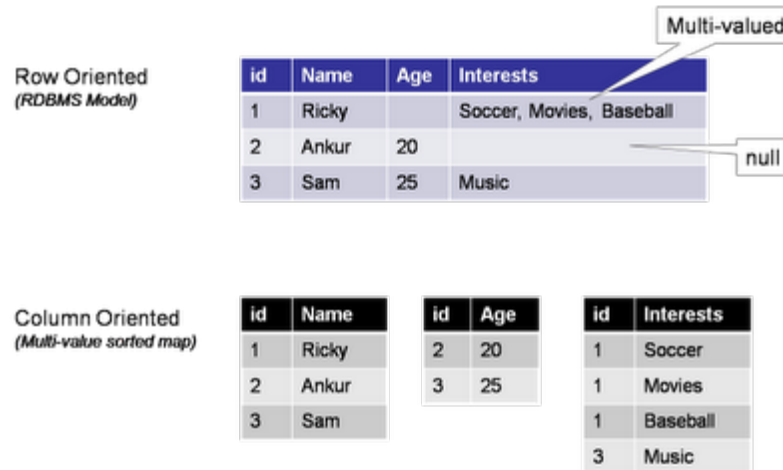 Multi-valued
Row Oriented
(RDBMS Model)
id Name Age Interests
1 Ricky Soccer, Movies, Baseball
2 Ankur 20
null
3 Sam 25 Music
Column Oriented
(Multi-value sorted map)
id Name id Age id Interests
1 Ricky 2 20 1 Soccer
2 Ankur 3 25 1 Movies
3 Sam 1 Baseball
3 Music